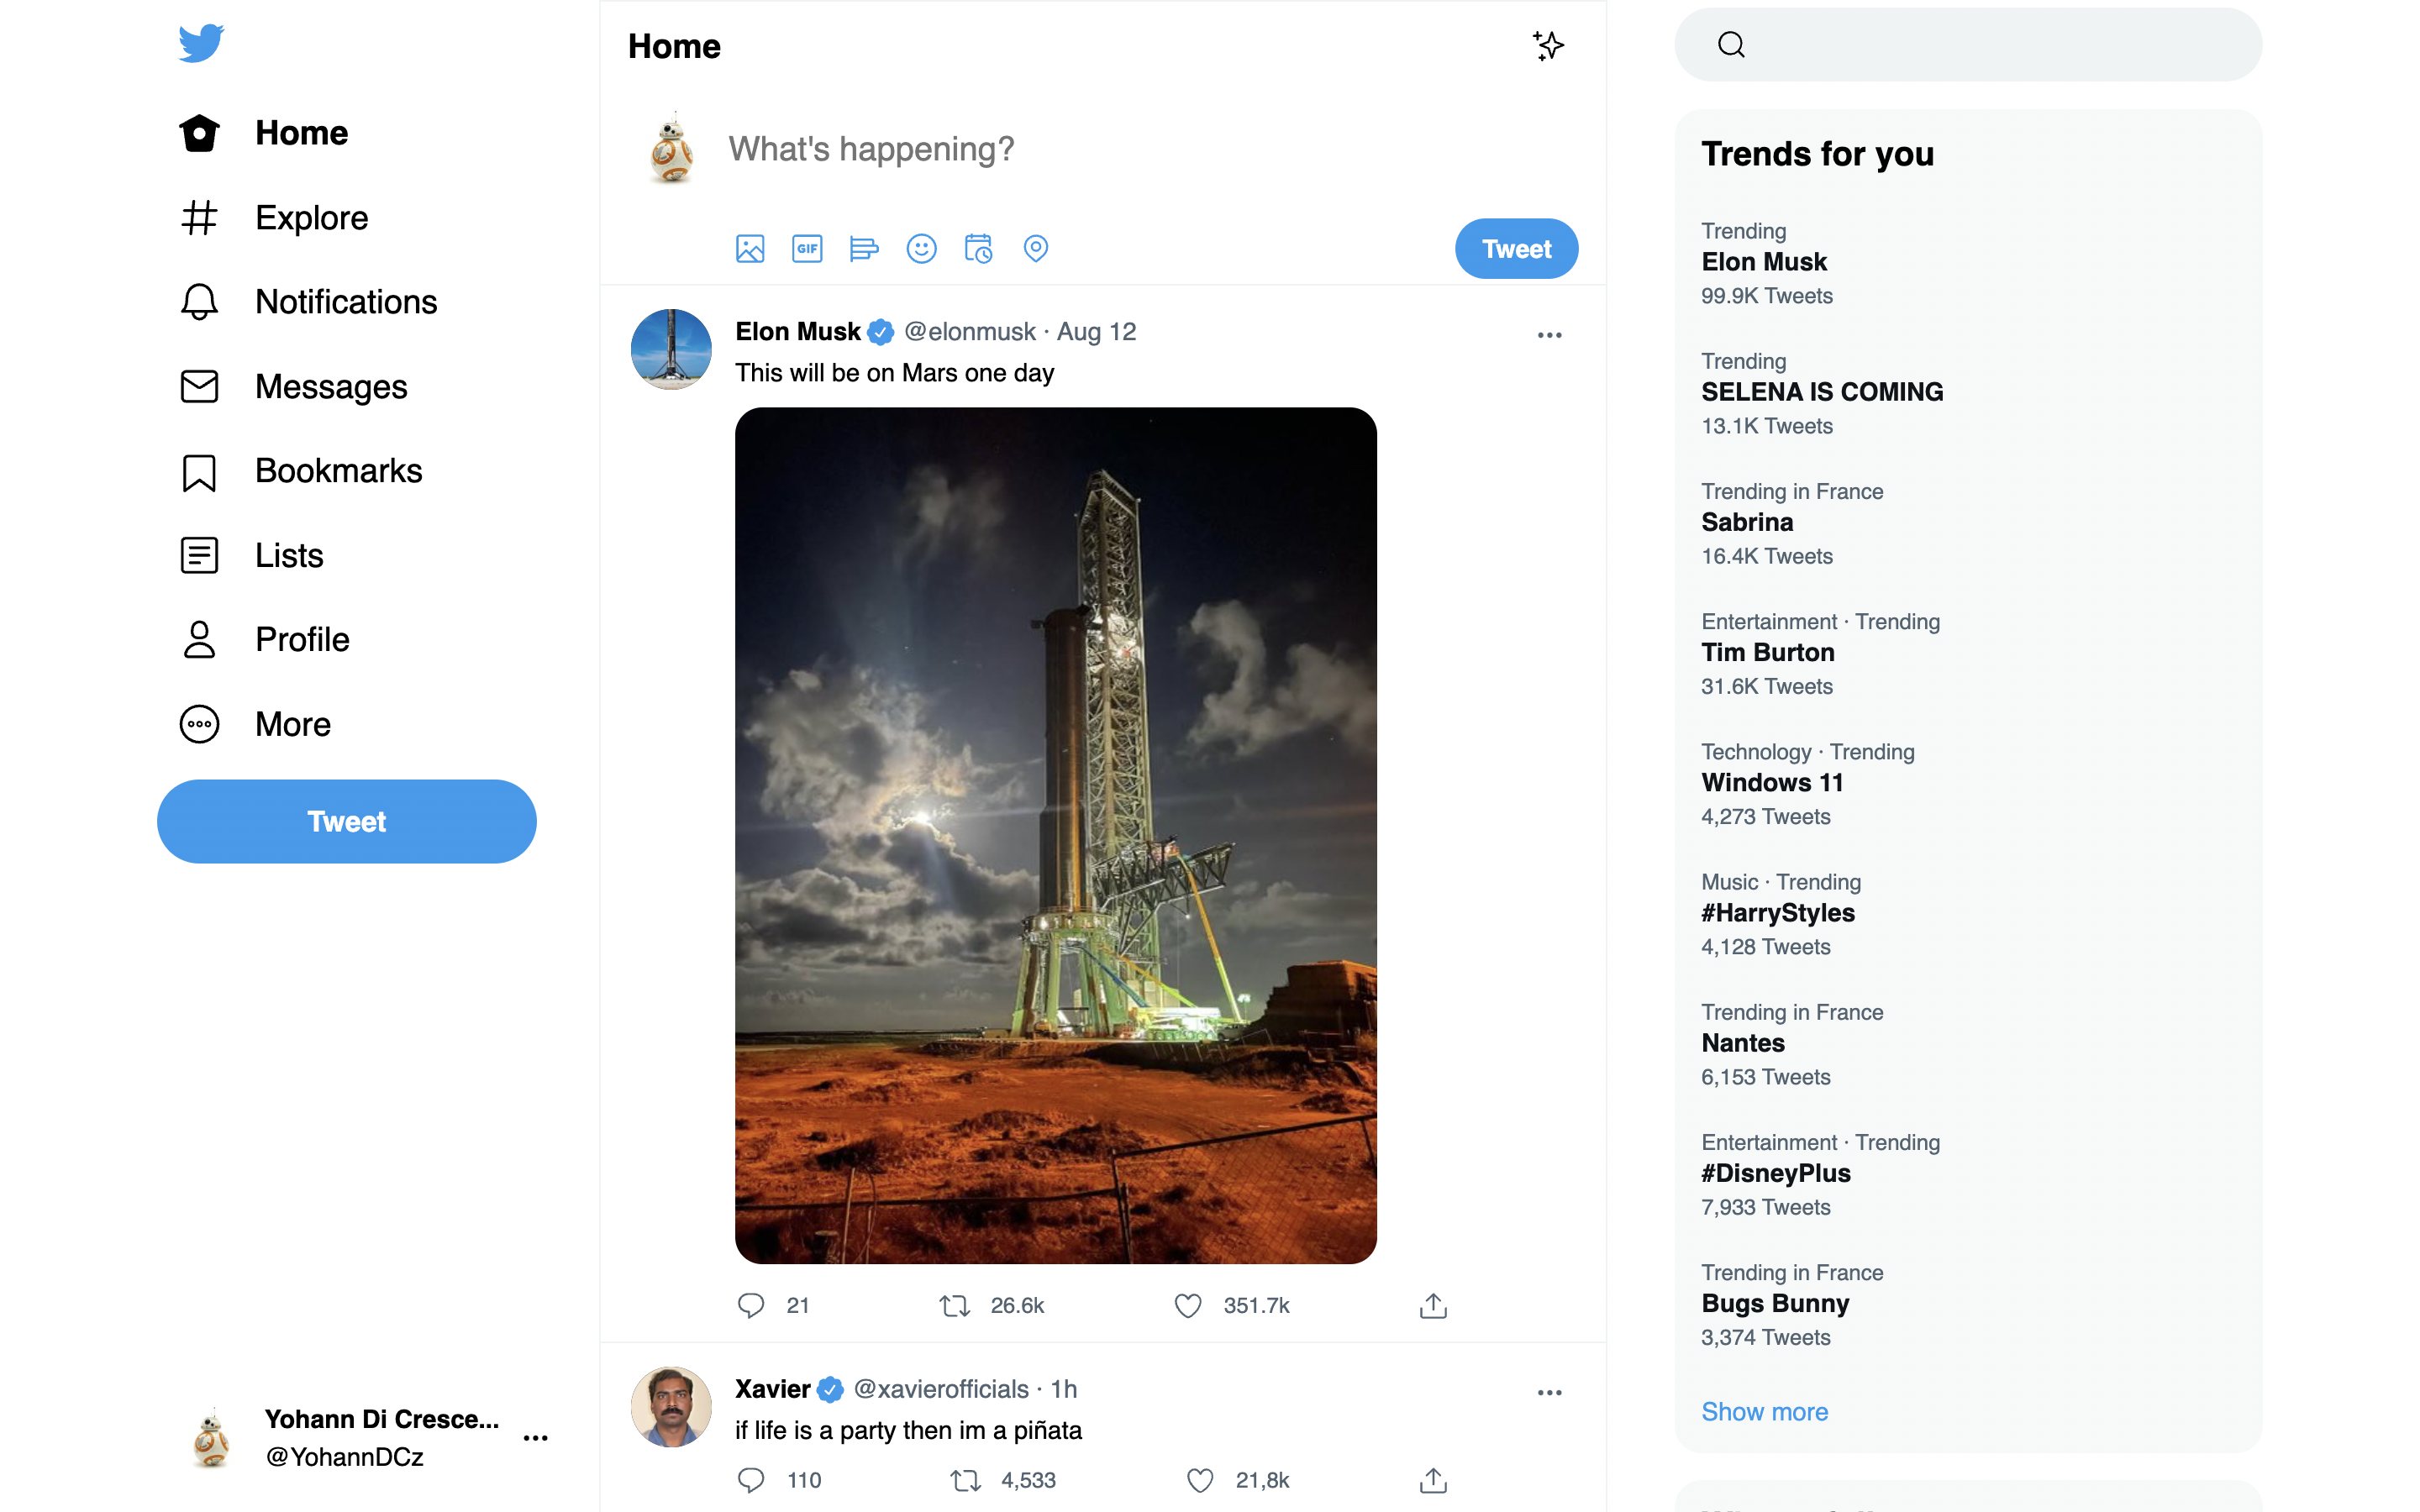 Home
Explore
Notifications
Messages
Bookmarks
Lists
Profile
More
Tweet
Yohann Di Cresce...
@YohannDCz
Home
What's happening?
GIF
Tweet
Elon Musk @elonmusk · Aug 12
This will be on Mars one day
21 26.6k 351.7k
Xavier @xavierofficials · 1h
if life is a party then im a piñata
110 4,533 21,8k
Trends for you
Trending
Elon Musk
99.9K Tweets
Trending
SELENA IS COMING
13.1K Tweets
Trending in France
Sabrina
16.4K Tweets
Entertainment · Trending
Tim Burton
31.6K Tweets
Technology · Trending
Windows 11
4,273 Tweets
Music · Trending
#HarryStyles
4,128 Tweets
Trending in France
Nantes
6,153 Tweets
Entertainment · Trending
#DisneyPlus
7,933 Tweets
Trending in France
Bugs Bunny
3,374 Tweets
Show more